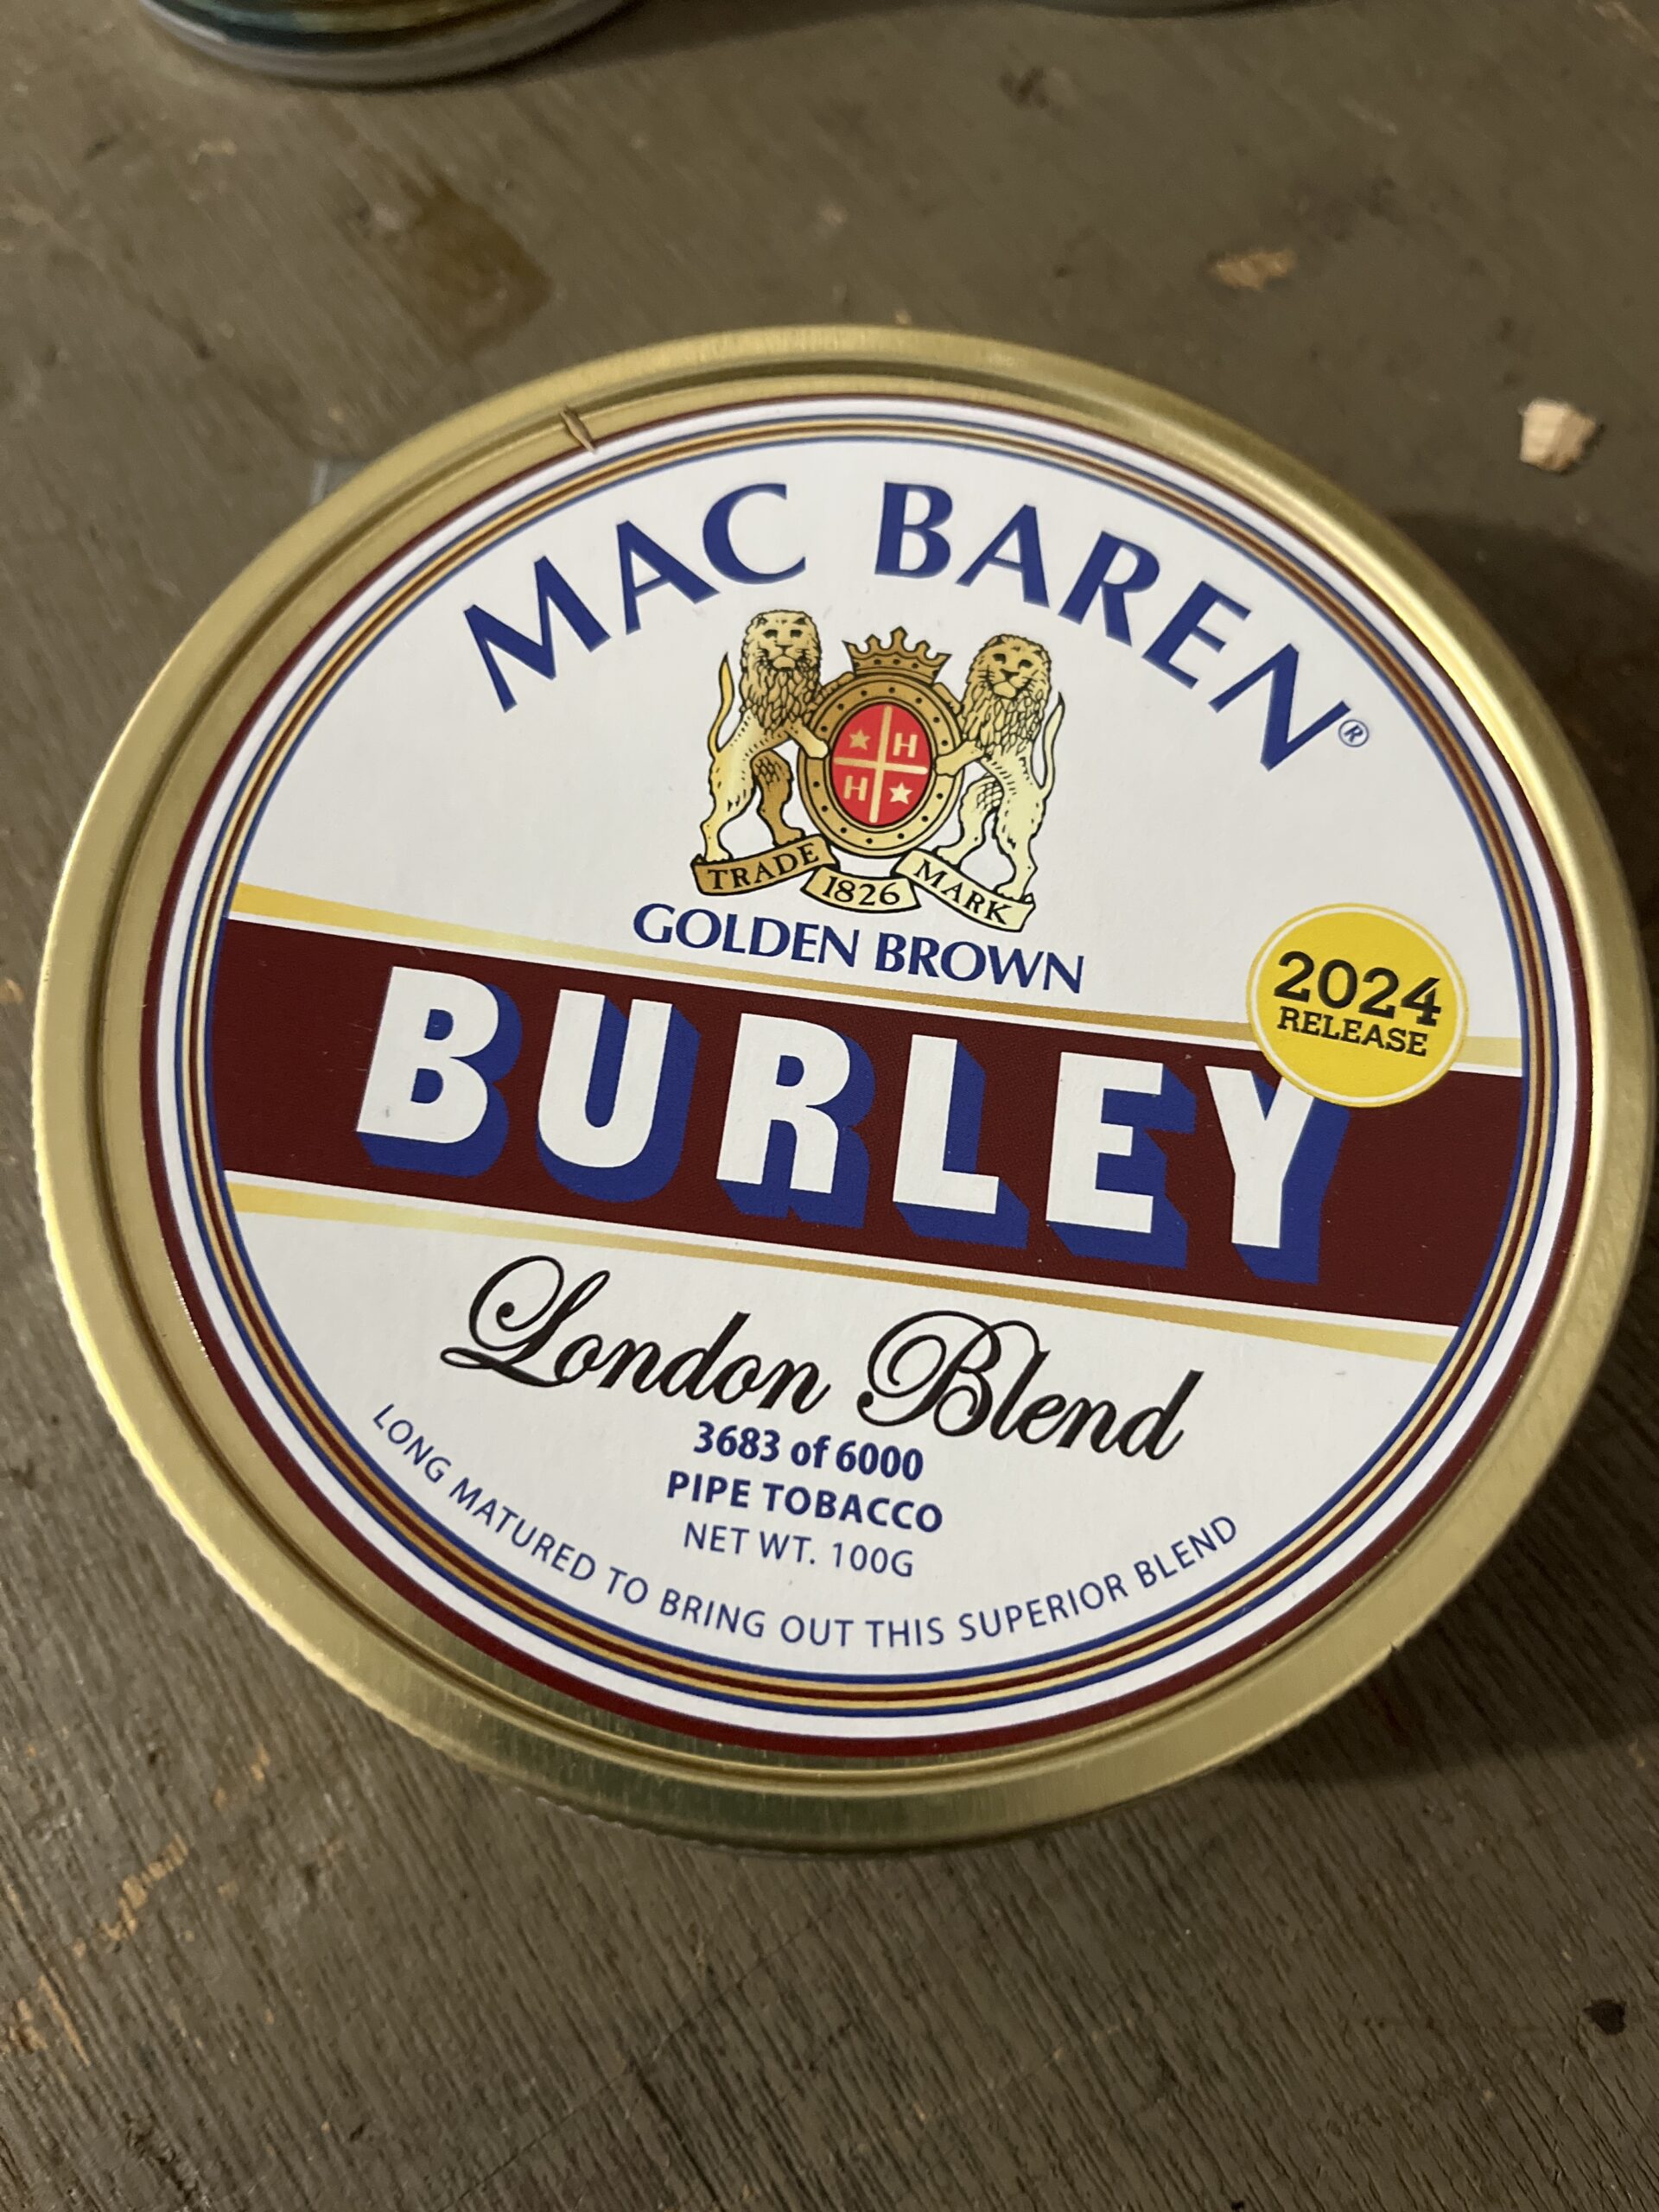 MAC BAREN®
H
H
TRADE
1826
MARK
GOLDEN BROWN
2024
RELEASE
BURLEY
London Blend
3683 of 6000
PIPE TOBACCO
NET WT. 100G
LONG MATURED TO BRING OUT THIS SUPERIOR BLEND